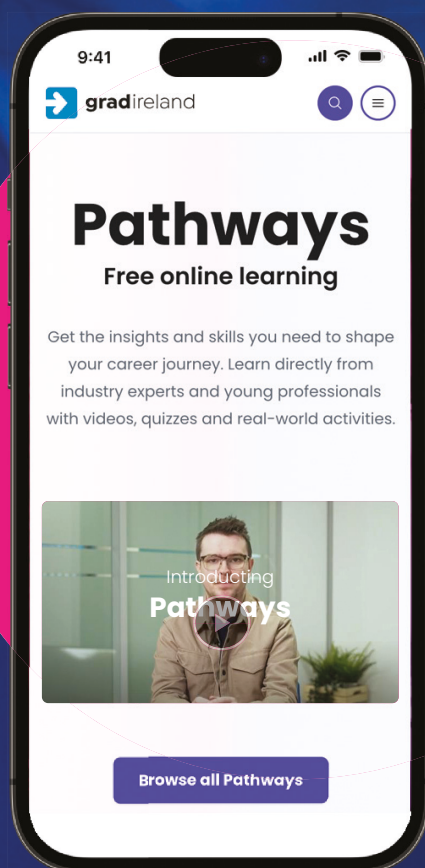 9:41
gradireland
Pathways
Free online learning
Get the insights and skills you need to shape
your career journey. Learn directly from
industry experts and young professionals
with videos, quizzes and real-world activities.
Introducting
Pathways
Browse all Pathways